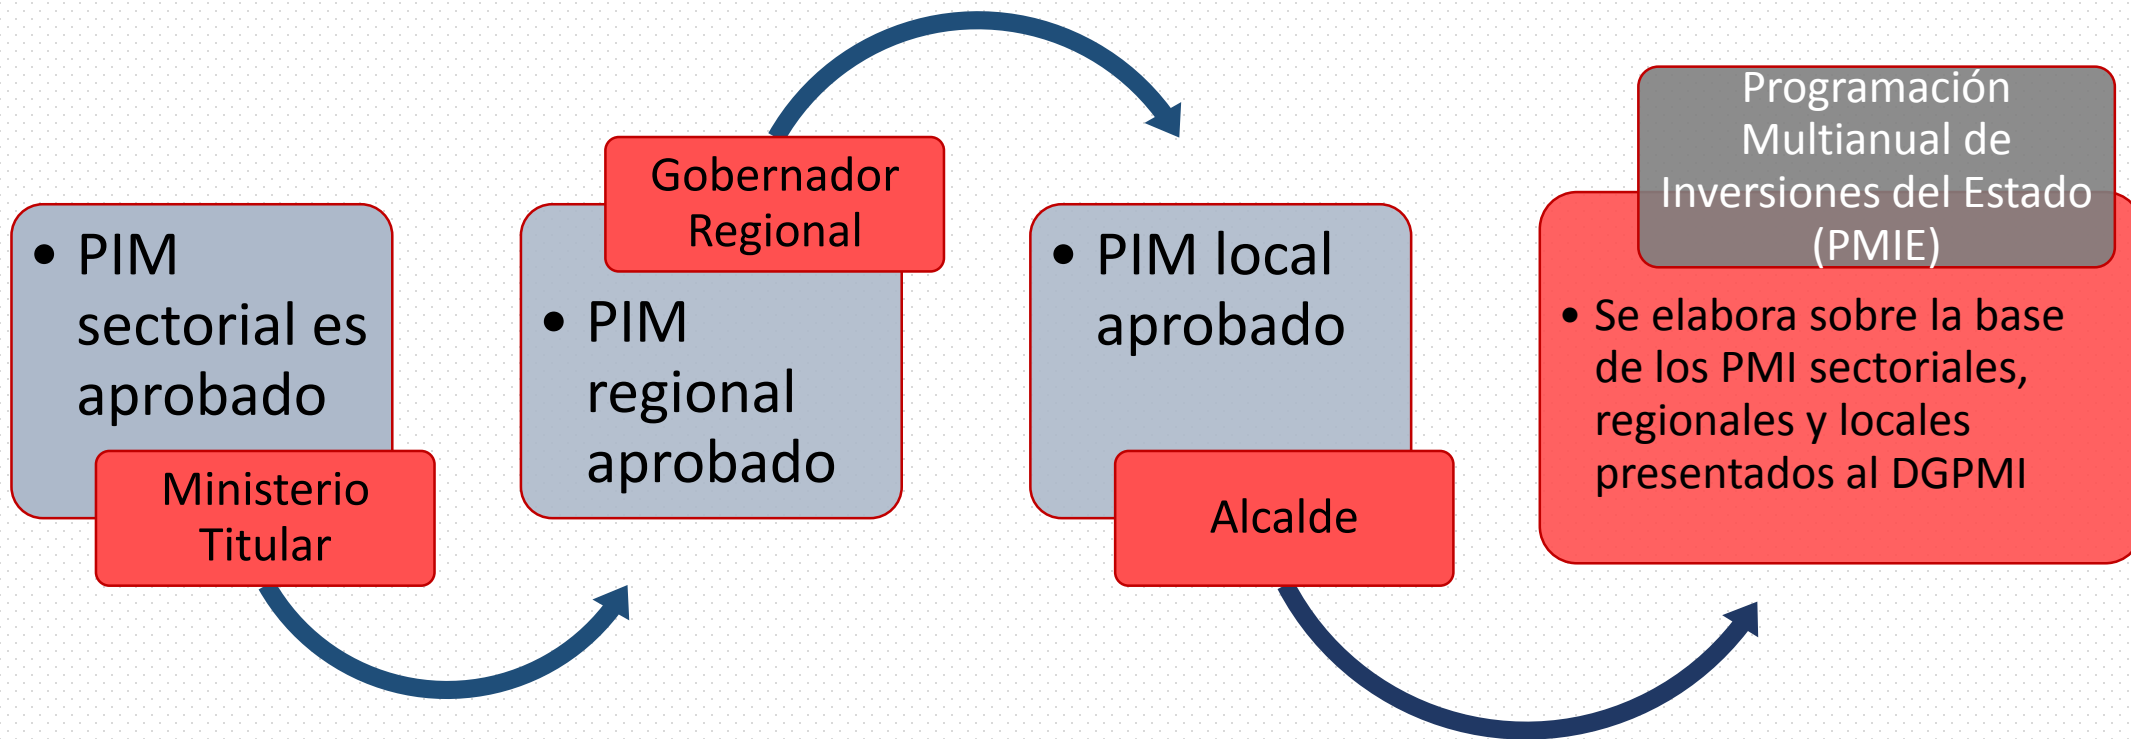 • PIM
sectorial es
aprobado
Ministerio
Titular
Gobernador
Regional
• PIM
regional
aprobado
• PIM local
aprobado
Alcalde
Programación
Multianual de
Inversiones del Estado
(PMIE)
• Se elabora sobre la base
de los PMI sectoriales,
regionales y locales
presentados al DGPMI